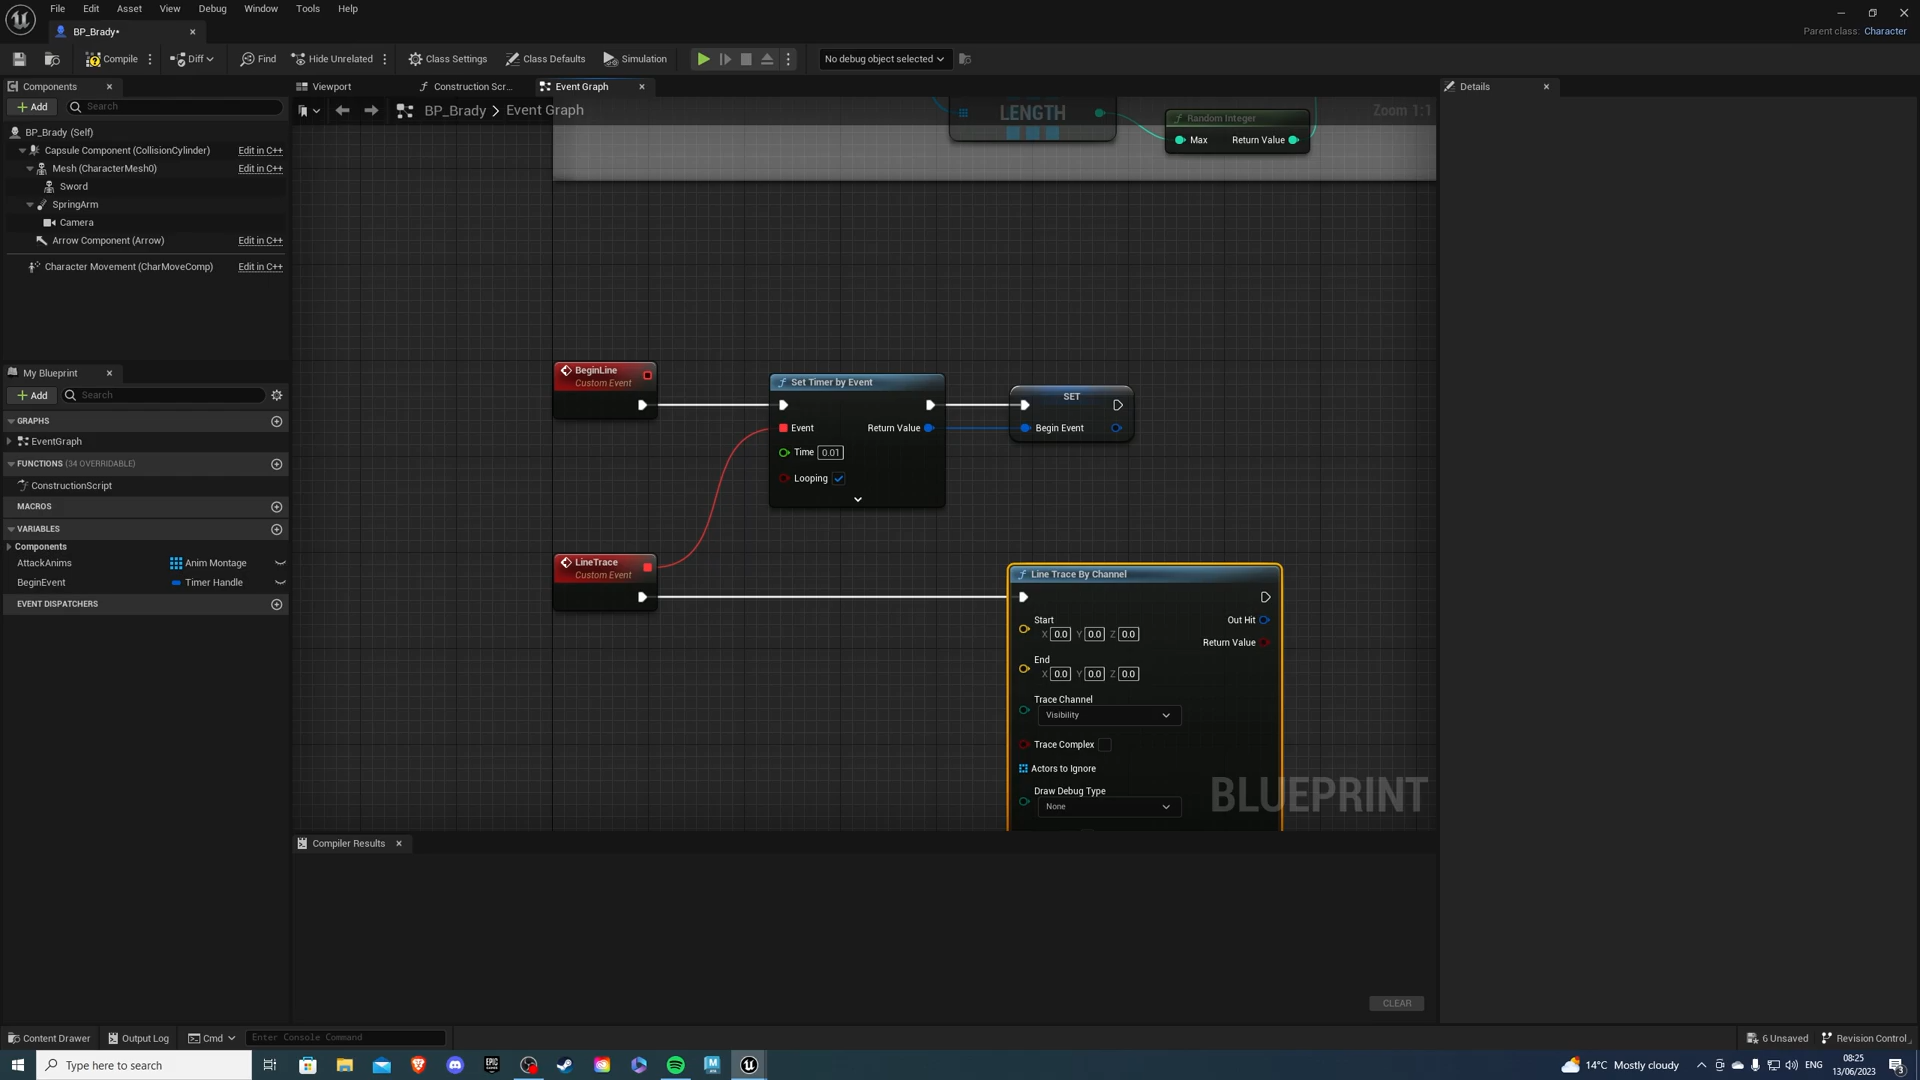 File Edit Asset View Debug Window Tools Help
BP_Brady•
Parent class: Character
Compile Diff Find Hide Unrelated Class Settings Class Defaults Simulation No debug object selected
Components Viewport Construction Scr... Event Graph Details
Add Search
BP_Brady > Event Graph
Zoom 1:1
BP_Brady (Self)
Capsule Component (CollisionCylinder) Edit in C++
Mesh (CharacterMesh0) Edit in C++
Sword
SpringArm
Camera
Arrow Component (Arrow) Edit in C++
Character Movement (CharMoveComp) Edit in C++
LENGTH
Random Integer
Max Return Value
My Blueprint
Add Search
GRAPHS
EventGraph
FUNCTIONS (34 OVERRIDABLE)
ConstructionScript
MACROS
VARIABLES
Components
AttackAnims Anim Montage
BeginEvent Timer Handle
EVENT DISPATCHERS
BeginLine
Custom Event
Set Timer by Event
Event Return Value
Time 0.01
Looping
SET
Begin Event
LineTrace
Custom Event
Line Trace By Channel
Start Out Hit
X 0.0 Y 0.0 Z 0.0
Return Value
End
X 0.0 Y 0.0 Z 0.0
Trace Channel
Visibility
Trace Complex
Actors to Ignore
Draw Debug Type
None
BLUEPRINT
Compiler Results
CLEAR
Content Drawer Output Log Cmd Enter Console Command 6 Unsaved Revision Control
Type here to search
EPIC GAMES
M
14°C Mostly cloudy ENG
08:25
13/06/2023
3